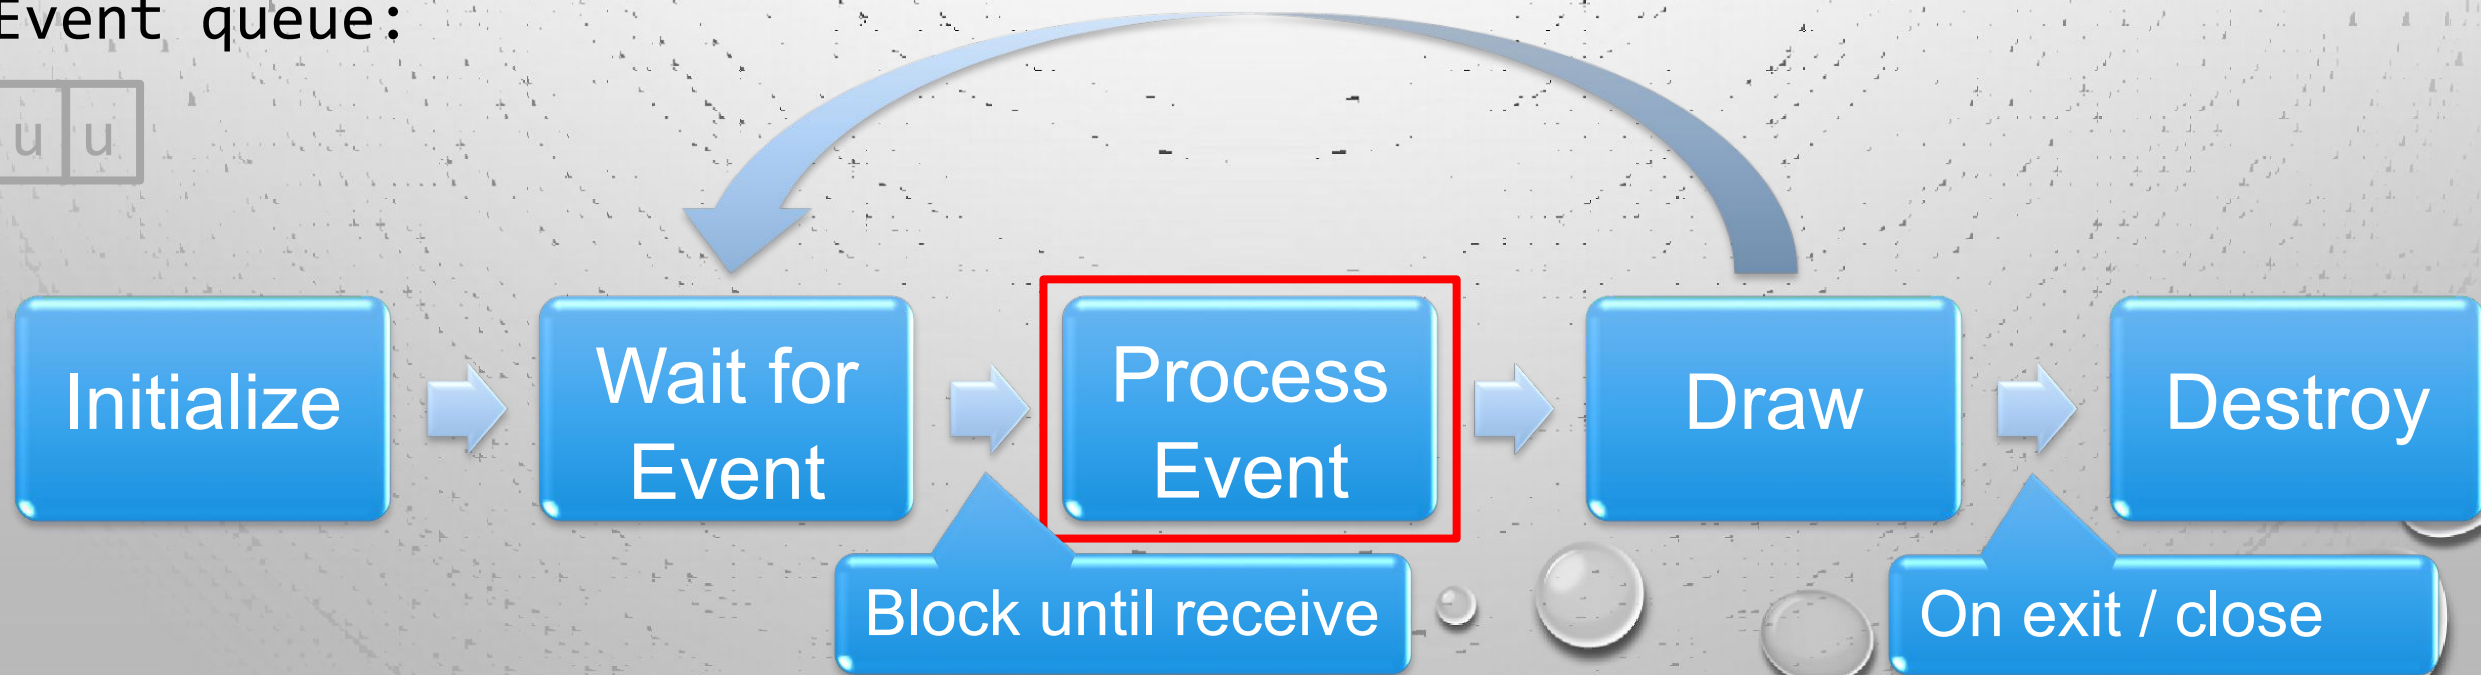 Event queue:
u u
Initialize
Wait for
Event
Process
Event
Draw
Destroy
Block until receive
On exit / close